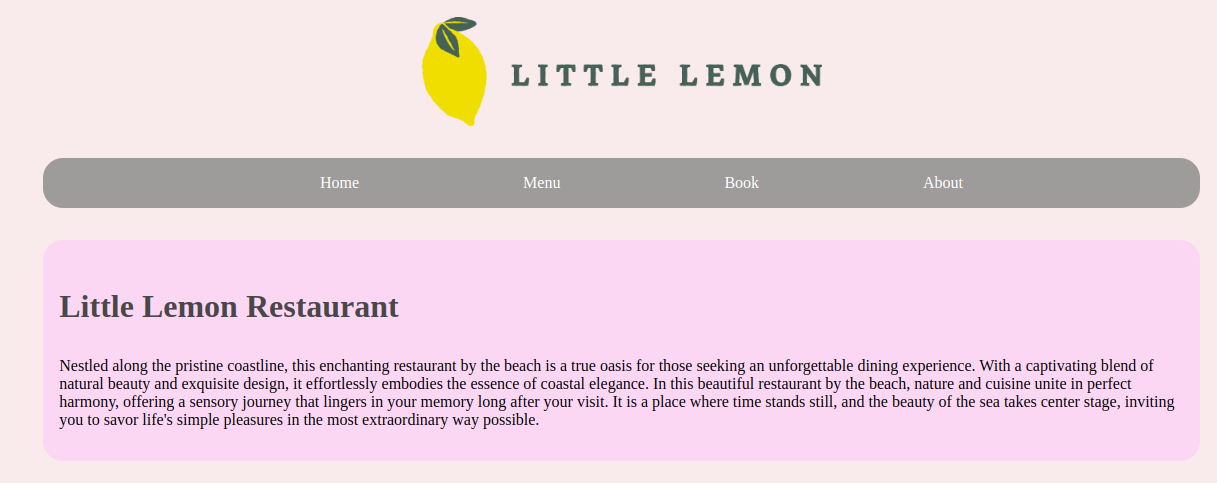 LITTLE LEMON
Home Menu Book About
Little Lemon Restaurant
Nestled along the pristine coastline, this enchanting restaurant by the beach is a true oasis for those seeking an unforgettable dining experience. With a captivating blend of
natural beauty and exquisite design, it effortlessly embodies the essence of coastal elegance. In this beautiful restaurant by the beach, nature and cuisine unite in perfect
harmony, offering a sensory journey that lingers in your memory long after your visit. It is a place where time stands still, and the beauty of the sea takes center stage, inviting
you to savor life's simple pleasures in the most extraordinary way possible.